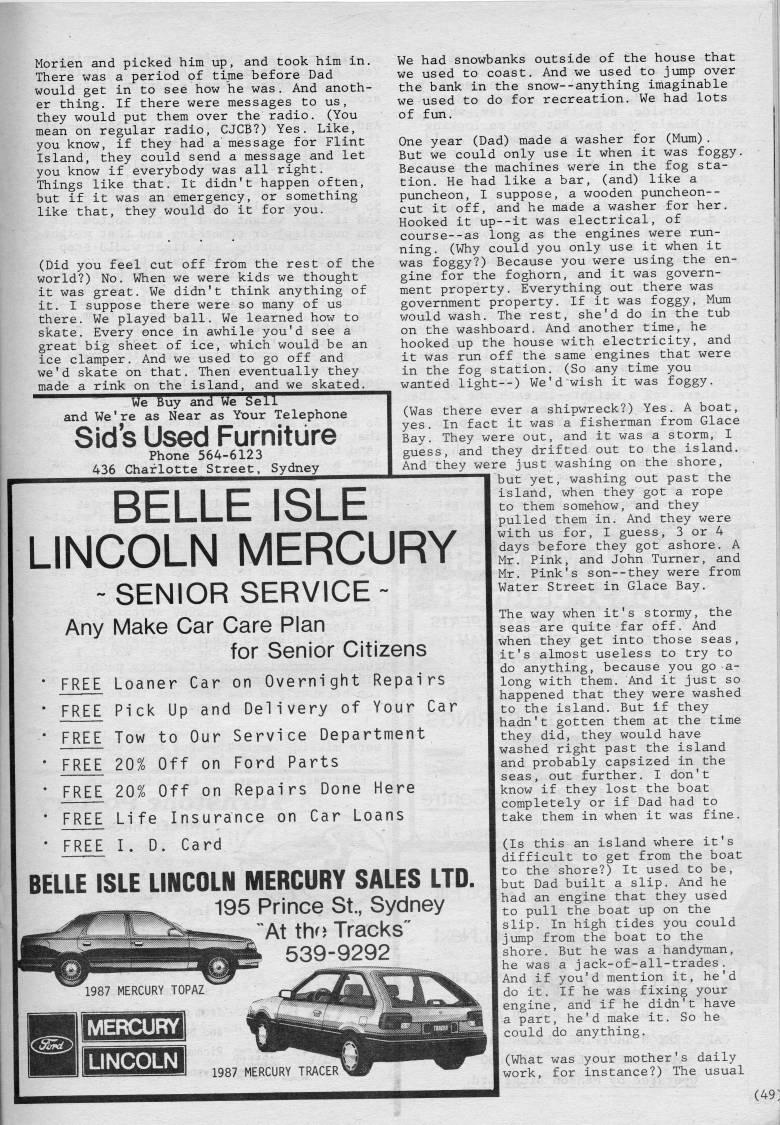 Morien and picked him up, and took him in.
There was a period of time before Dad
would get in to see how he was. And anoth-
er thing. If there were messages to us,
they would put them over the radio. (You
mean on regular radio, CJCB?) Yes. Like,
you know, if they had a message for Flint
Island, they could send a message and let
you know if everybody was all right.
Things like that. It didn't happen often,
but if it was an emergency, or something
like that, they would do it for you.
. . . .
(Did you feel cut off from the rest of the
world?) No. When we were kids we thought
it was great. We didn't think anything of
it. I suppose there were so many of us
there. We played ball. We learned how to
skate. Every once in awhile you'd see a
great big sheet of ice, which would be an
ice clamper. And we used to go off and
we'd skate on that. Then eventually they
made a rink on the island, and we skated.
We had snowbanks outside of the house that
we used to coast. And we used to jump over
the bank in the snow--anything imaginable
we used to do for recreation. We had lots
of fun.
One year (Dad) made a washer for (Mum).
But we could only use it when it was foggy.
Because the machines were in the fog sta-
tion. He had like a bar, (and) like a
puncheon, I suppose, a wooden puncheon--
cut it off, and he made a washer for her.
Hooked it up--it was electrical, of
course--as long as the engines were run-
ning. (Why could you only use it when it
was foggy?) Because you were using the en-
gine for the foghorn, and it was govern-
ment property. Everything out there was
government property. If it was foggy, Mum
would wash. The rest, she'd do in the tub
on the washboard. And another time, he
hooked up the house with electricity, and
it was run off the same engines that were
in the fog station. (So any time you
wanted light--) We'd wish it was foggy.
(Was there ever a shipwreck?) Yes. A boat,
yes. In fact it was a fisherman from Glace
Bay. They were out, and it was a storm, I
guess, and they drifted out to the island.
And they were just washing on the shore,
but yet, washing out past the
island, when they got a rope
to them somehow, and they
pulled them in. And they were
with us for, I guess, 3 or 4
days before they got ashore. A
Mr. Pink, and John Turner, and
Mr. Pink's son--they were from
Water Street in Glace Bay.
The way when it's stormy, the
seas are quite far off. And
when they get into those seas,
it's almost useless to try to
do anything, because you go a-
long with them. And it just so
happened that they were washed
to the island. But if they
hadn't gotten them at the time
they did, they would have
washed right past the island
and probably capsized in the
seas, out further. I don't
know if they lost the boat
completely or if Dad had to
take them in when it was fine.
(Is this an island where it's
difficult to get from the boat
to the shore?) It used to be,
but Dad built a slip. And he
had an engine that they used
to pull the boat up on the
slip. In high tides you could
jump from the boat to the
shore. But he was a handyman,
he was a jack-of-all-trades.
And if you'd mention it, he'd
do it. If he was fixing your
engine, and if he didn't have
a part, he'd make it. So he
could do anything.
(What was your mother's daily
work, for instance?) The usual
We Buy and We Sell
and We're as Near as Your Telephone
Sid's Used Furniture
Phone 564-6123
436 Charlotte Street, Sydney
BELLE ISLE
LINCOLN MERCURY
~ SENIOR SERVICE ~
Any Make Car Care Plan
for Senior Citizens
· FREE Loaner Car on Overnight Repairs
· FREE Pick Up and Delivery of Your Car
· FREE Tow to Our Service Department
· FREE 20% Off on Ford Parts
· FREE 20% Off on Repairs Done Here
· FREE Life Insurance on Car Loans
· FREE I. D. Card
BELLE ISLE LINCOLN MERCURY SALES LTD.
195 Prince St., Sydney
"At the Tracks"
539-9292
1987 MERCURY TOPAZ
TRACER
Ford
MERCURY
LINCOLN
1987 MERCURY TRACER
(49)